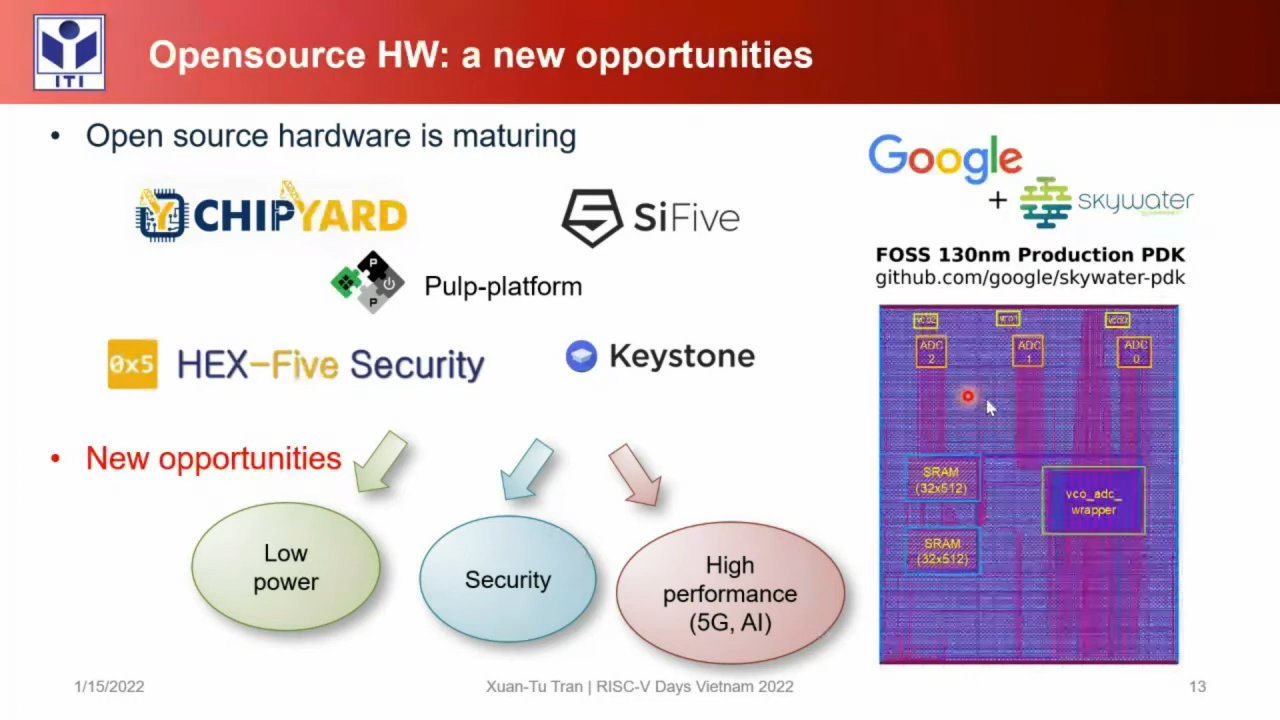 ITI
Opensource HW: a new opportunities
• Open source hardware is maturing
CHIPYARD
SiFive
P
P
Pulp-platform
0x5
HEX-Five Security
Keystone
• New opportunities
Low
power
Security
High
performance
(5G, AI)
Google
+ skywater
FOSS 130nm Production PDK
github.com/google/skywater-pdk
ADC
2
ADC
1
ADC
0
SRAM
(32x512)
SRAM
(32x512)
vco_adc_
wrapper
1/15/2022
Xuan-Tu Tran | RISC-V Days Vietnam 2022
13